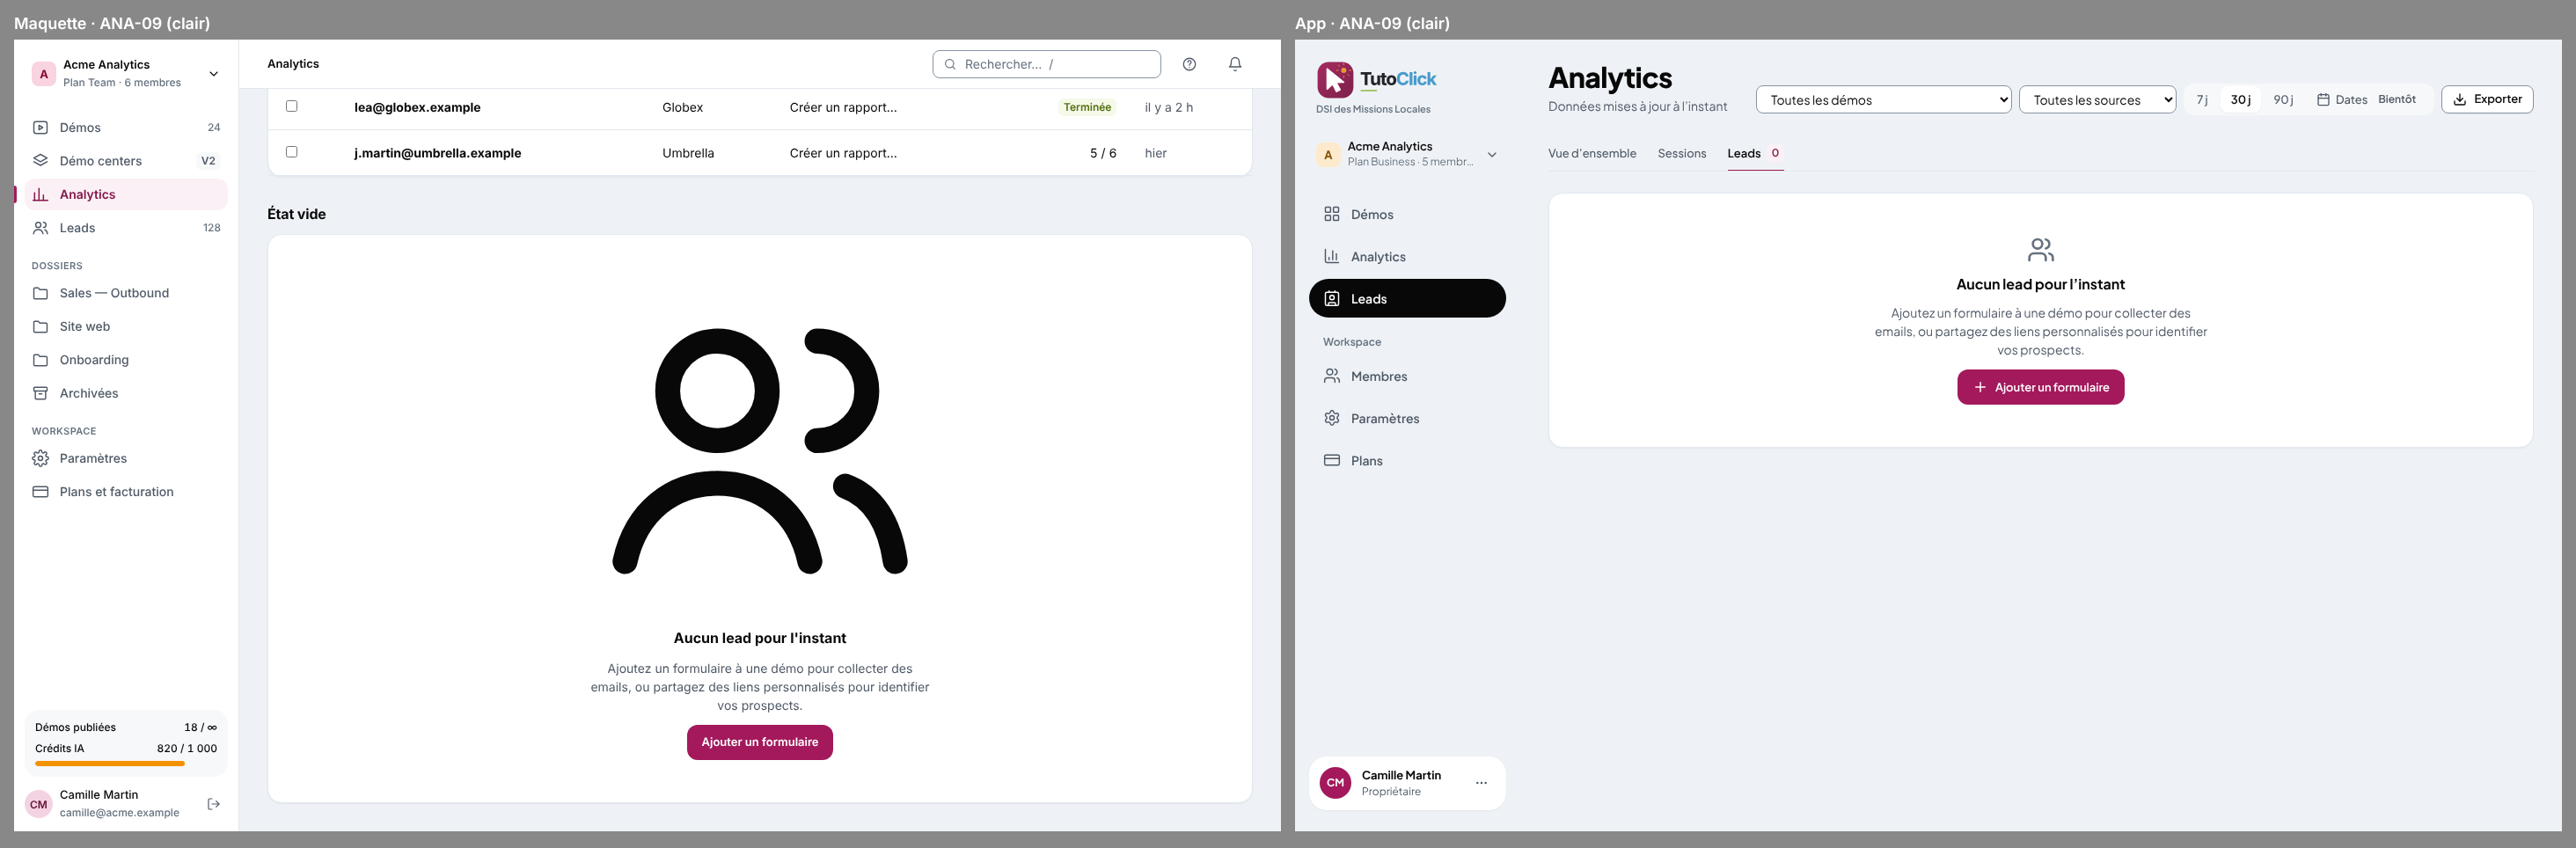 Maquette · ANA-09 (clair)
A
Acme Analytics
Plan Team · 6 membres
Démos 24
Démo centers V2
Analytics
Leads 128
DOSSIERS
Sales — Outbound
Site web
Onboarding
Archivées
WORKSPACE
Paramètres
Plans et facturation
Démos publiées 18 / ∞
Crédits IA 820 / 1 000
CM
Camille Martin
camille@acme.example
Analytics
Rechercher... /
lea@globex.example Globex Créer un rapport... Terminée il y a 2 h
j.martin@umbrella.example Umbrella Créer un rapport... 5 / 6 hier
État vide
Aucun lead pour l'instant
Ajoutez un formulaire à une démo pour collecter des
emails, ou partagez des liens personnalisés pour identifier
vos prospects.
Ajouter un formulaire
App · ANA-09 (clair)
TutoClick
DSI des Missions Locales
A
Acme Analytics
Plan Business · 5 membr...
Démos
Analytics
Leads
Workspace
Membres
Paramètres
Plans
CM
Camille Martin
Propriétaire
Analytics
Données mises à jour à l’instant
Toutes les démos
Toutes les sources
7 j 30 j 90 j Dates Bientôt
Exporter
Vue d’ensemble Sessions Leads 0
Aucun lead pour l’instant
Ajoutez un formulaire à une démo pour collecter des
emails, ou partagez des liens personnalisés pour identifier
vos prospects.
Ajouter un formulaire